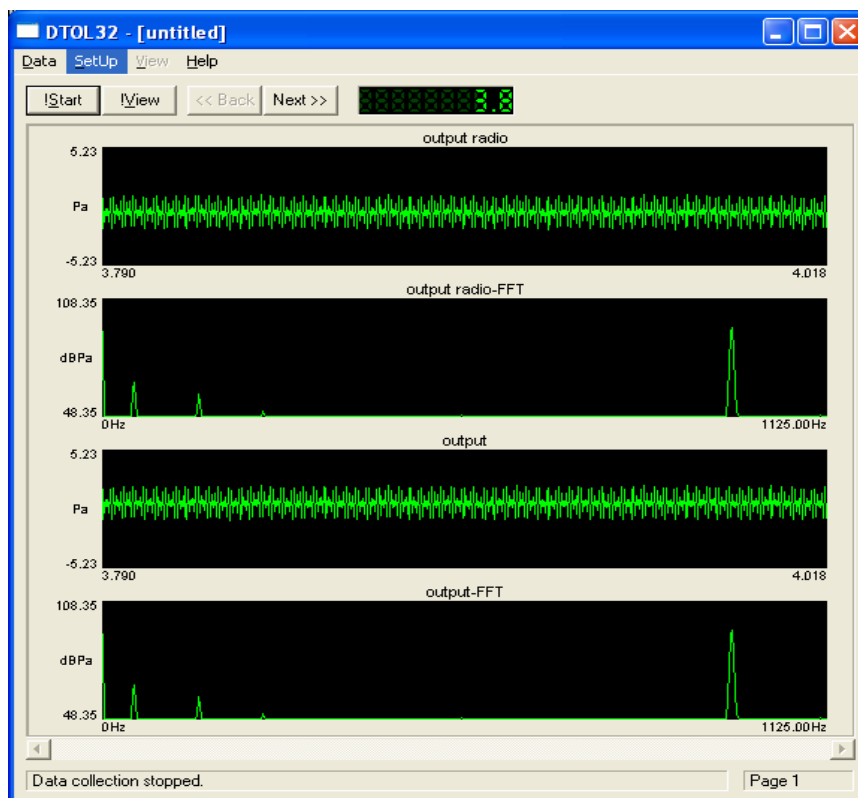 DTOL32 - [untitled]
Data SetUp View Help
!Start !View << Back Next >> 3.8
output radio
5.23
Pa
-5.23
3.790 4.018
output radio-FFT
108.35
dBPa
48.35
0Hz 1125.00Hz
output
5.23
Pa
-5.23
3.790 4.018
output-FFT
108.35
dBPa
48.35
0Hz 1125.00Hz
Data collection stopped. Page 1